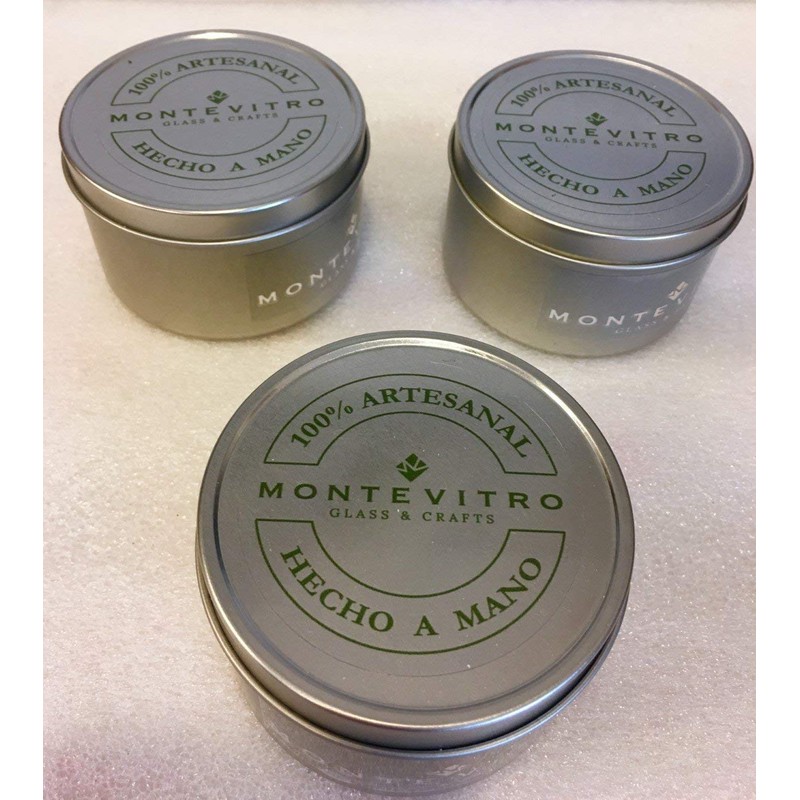 100% ARTESANAL
MONTEVITRO
GLASS & CRAFTS
HECHO A MANO
MONTE
100% ARTESANAL
MONTEVITRO
GLASS & CRAFTS
HECHO A MANO
MONTE
GLASS &
100% ARTESANAL
MONTEVITRO
GLASS & CRAFTS
HECHO A MANO